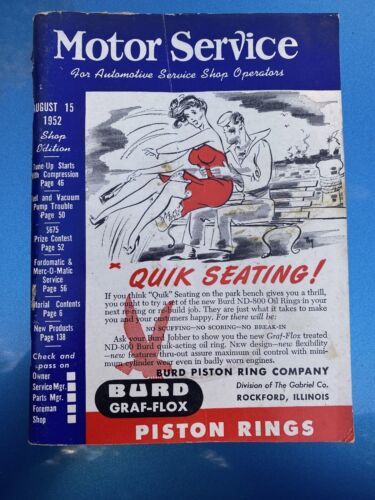 Motor Service
For Automotive Service Shop Operators
AUGUST 15
1952
Shop
Edition
Tune-Up Starts
With Compression
Page 46
and Vacuum
Pump Trouble
Page 50
$675
Prize Contest
Page 52
Fordomatic &
Merc-O-Matic
Service
Page 56
Editorial Contents
Page 6
New Products
Page 138
Check and
pass on
Owner
Service Mgr.
Parts Mgr.
Foreman
Shop
* QUIK SEATING!
If you think "Quik" Seating on the park bench gives you a thrill,
you ought to try a set of the new Burd ND-800 Oil Rings in your
next re-ring or re-build job. They are just what it takes to make
you and your customers happy. For there will be:
NO SCUFFING—NO SCORING—NO BREAK-IN
Ask your Burd Jobber to show you the new Graf-Flox treated
ND-800 Burd quik-seating oil ring. New design—new flexibility
—new features thru-out assure maximum oil control with mini-
mum cylinder wear even in badly worn engines.
BURD PISTON RING COMPANY
BURD
GRAF-FLOX
Division of The Gabriel Co.
ROCKFORD, ILLINOIS
PISTON RINGS